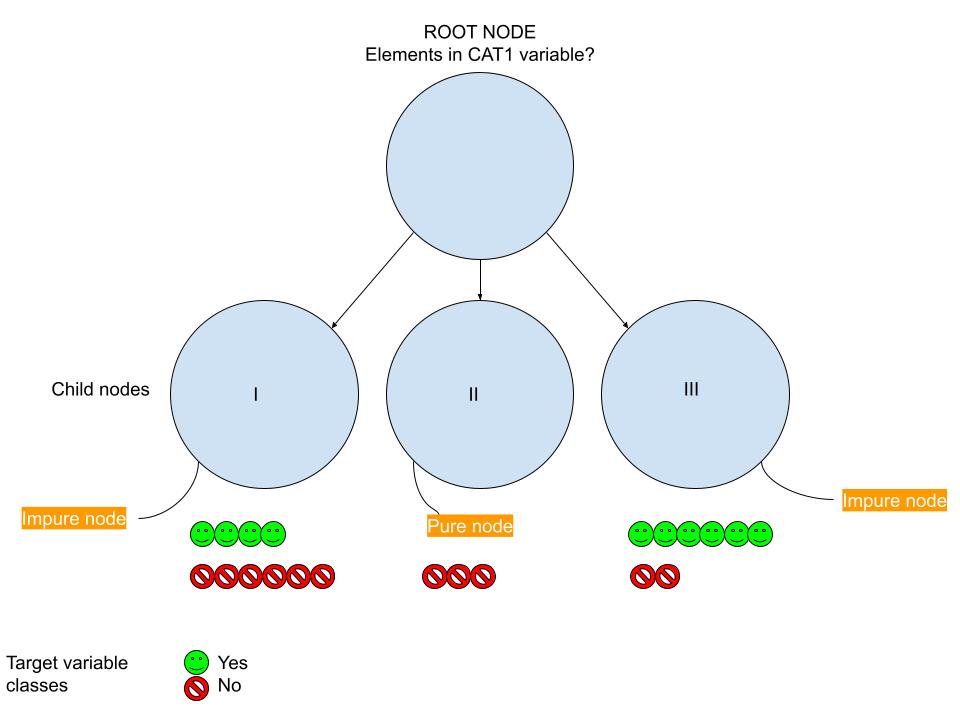 ROOT NODE
Elements in CAT1 variable?
Child nodes
I
II
III
Impure node
Pure node
Impure node
Target variable
classes
Yes
No